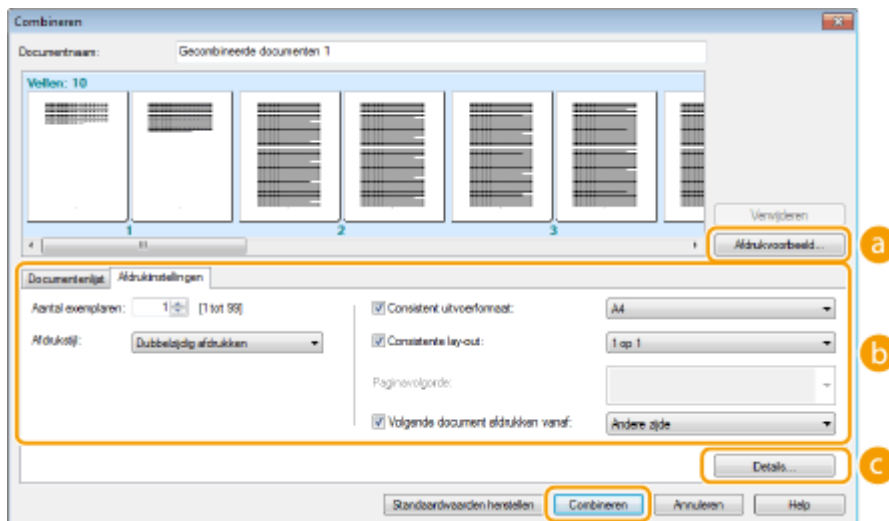 Combineren
Documentnaam: Gecombineerde documenten 1
Vellen: 10
1 2 3
Verwijderen
Afdrukvoorbeeld...
a
Documentenlijst Afdrukinstellingen
Aantal exemplaren: 1 [1 tot 99] Consistent uitvoerformaat: A4
Afdrukstijl: Dubbelzijdig afdrukken Consistente lay-out: 1 op 1
b
Paginavolgorde:
Volgende document afdrukken vanaf: Andere zijde
Details...
c
Standaardwaarden herstellen Combineren Annuleren Help